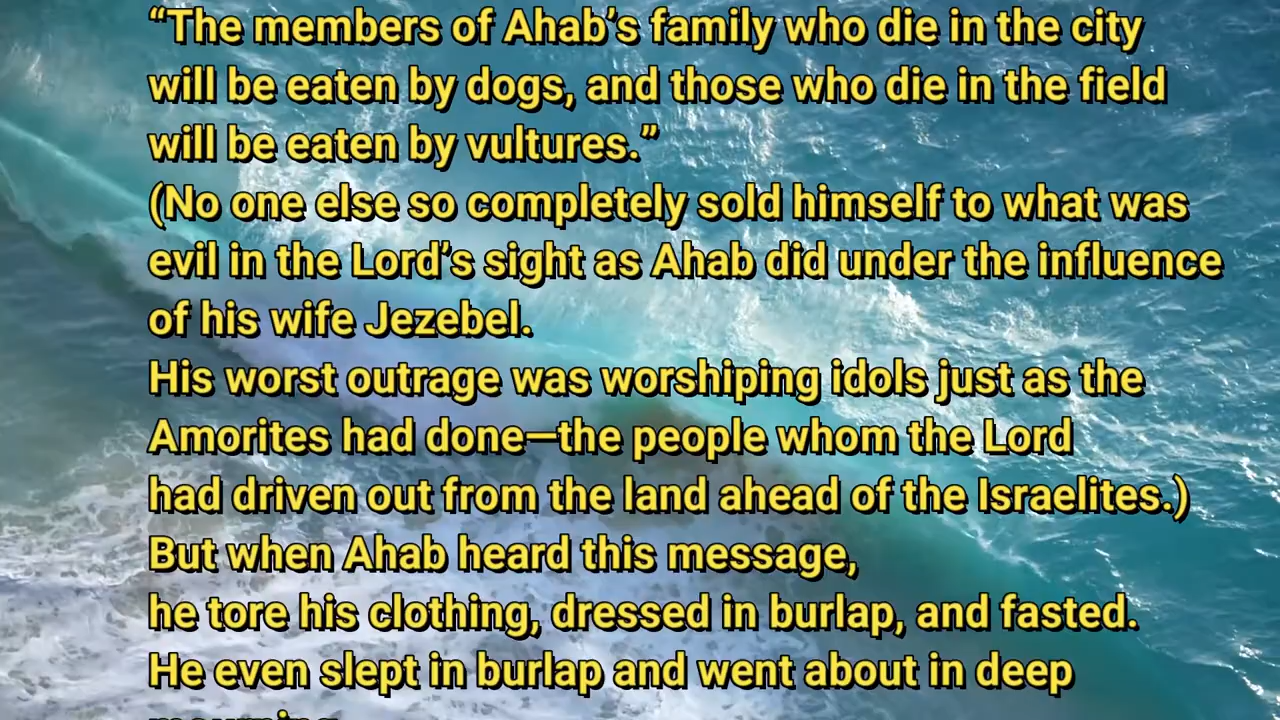 “The members of Ahab’s family who die in the city
will be eaten by dogs, and those who die in the field
will be eaten by vultures.”
(No one else so completely sold himself to what was
evil in the Lord’s sight as Ahab did under the influence
of his wife Jezebel.
His worst outrage was worshiping idols just as the
Amorites had done—the people whom the Lord
had driven out from the land ahead of the Israelites.)
But when Ahab heard this message,
he tore his clothing, dressed in burlap, and fasted.
He even slept in burlap and went about in deep